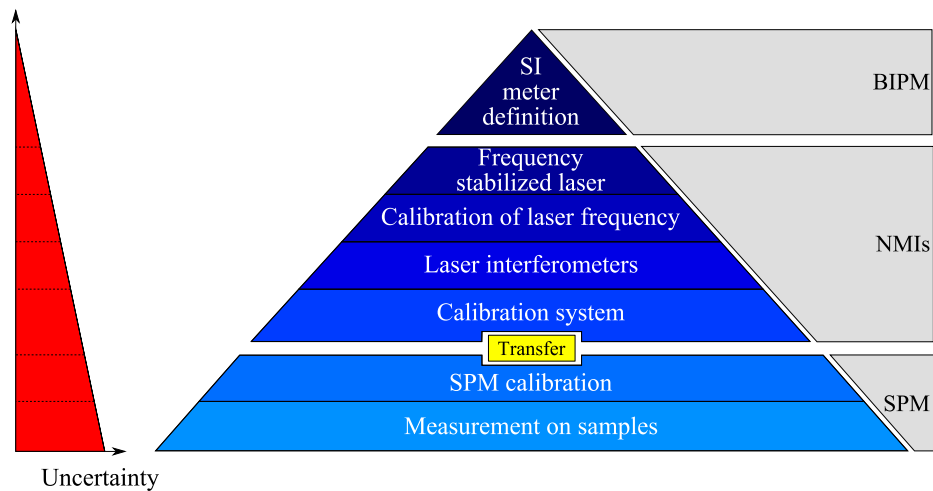 SI
meter
definition
BIPM
Frequency
stabilized laser
Calibration of laser frequency
NMIs
Laser interferometers
Calibration system
Transfer
SPM calibration
SPM
Measurement on samples
Uncertainty